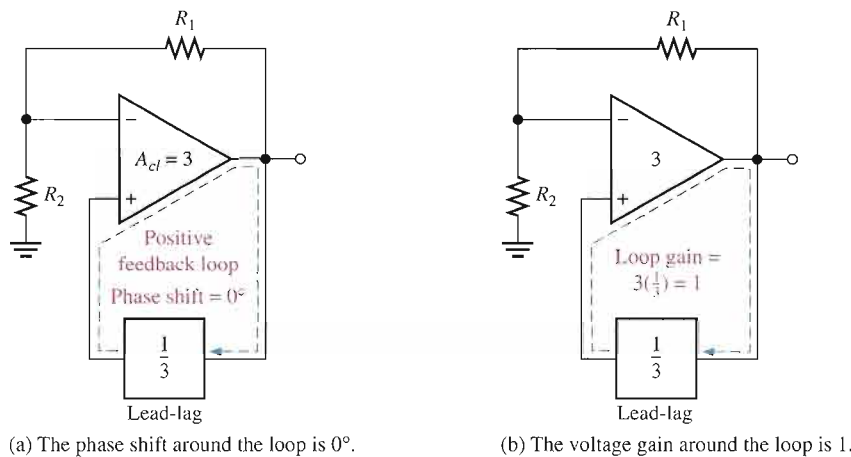 R1
−
A_cl = 3
+
R2
Positive
feedback loop
Phase shift = 0°
1/3
Lead-lag
(a) The phase shift around the loop is 0°.
R1
−
3
+
R2
Loop gain =
3(1/3) = 1
1/3
Lead-lag
(b) The voltage gain around the loop is 1.